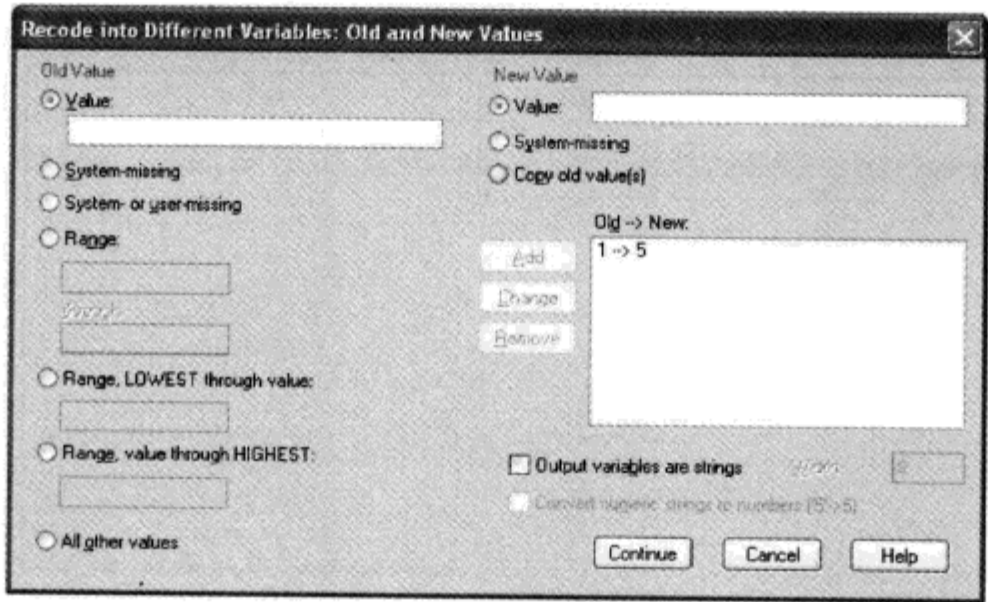 Recode into Different Variables: Old and New Values
Old Value
Value:
System-missing
System- or user-missing
Range:
through
Range, LOWEST through value:
Range, value through HIGHEST:
All other values
New Value
Value:
System-missing
Copy old value(s)
Old --> New:
1 --> 5
Add
Change
Remove
Output variables are strings
Width:
8
Convert numeric strings to numbers ('5'->5)
Continue
Cancel
Help